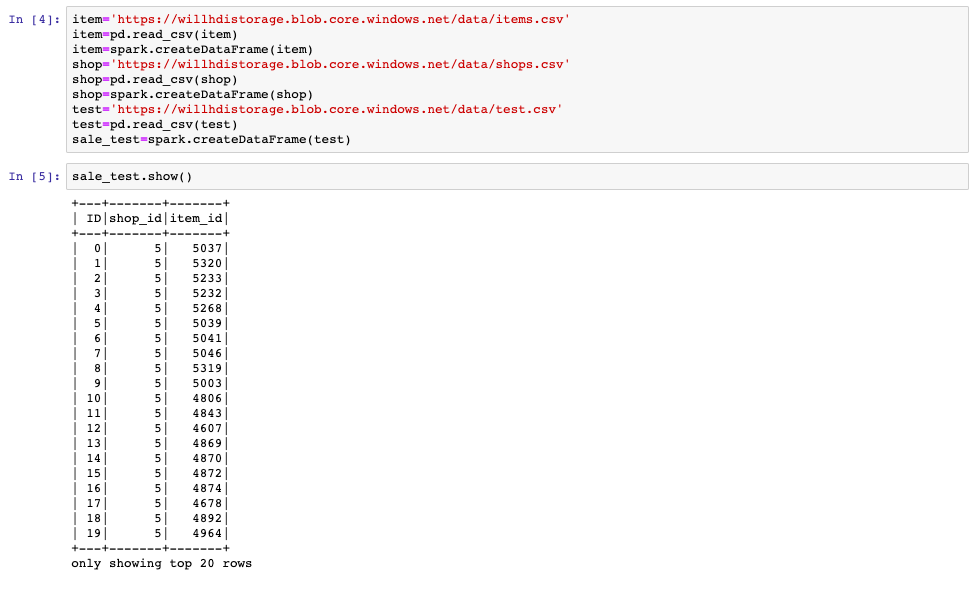 In [4]: item='https://willhdistorage.blob.core.windows.net/data/items.csv'
item=pd.read_csv(item)
item=spark.createDataFrame(item)
shop='https://willhdistorage.blob.core.windows.net/data/shops.csv'
shop=pd.read_csv(shop)
shop=spark.createDataFrame(shop)
test='https://willhdistorage.blob.core.windows.net/data/test.csv'
test=pd.read_csv(test)
sale_test=spark.createDataFrame(test)
In [5]: sale_test.show()
+---+-------+-------+
| ID|shop_id|item_id|
+---+-------+-------+
|  0|      5|   5037|
|  1|      5|   5320|
|  2|      5|   5233|
|  3|      5|   5232|
|  4|      5|   5268|
|  5|      5|   5039|
|  6|      5|   5041|
|  7|      5|   5046|
|  8|      5|   5319|
|  9|      5|   5003|
| 10|      5|   4806|
| 11|      5|   4843|
| 12|      5|   4607|
| 13|      5|   4869|
| 14|      5|   4870|
| 15|      5|   4872|
| 16|      5|   4874|
| 17|      5|   4678|
| 18|      5|   4892|
| 19|      5|   4964|
+---+-------+-------+
only showing top 20 rows